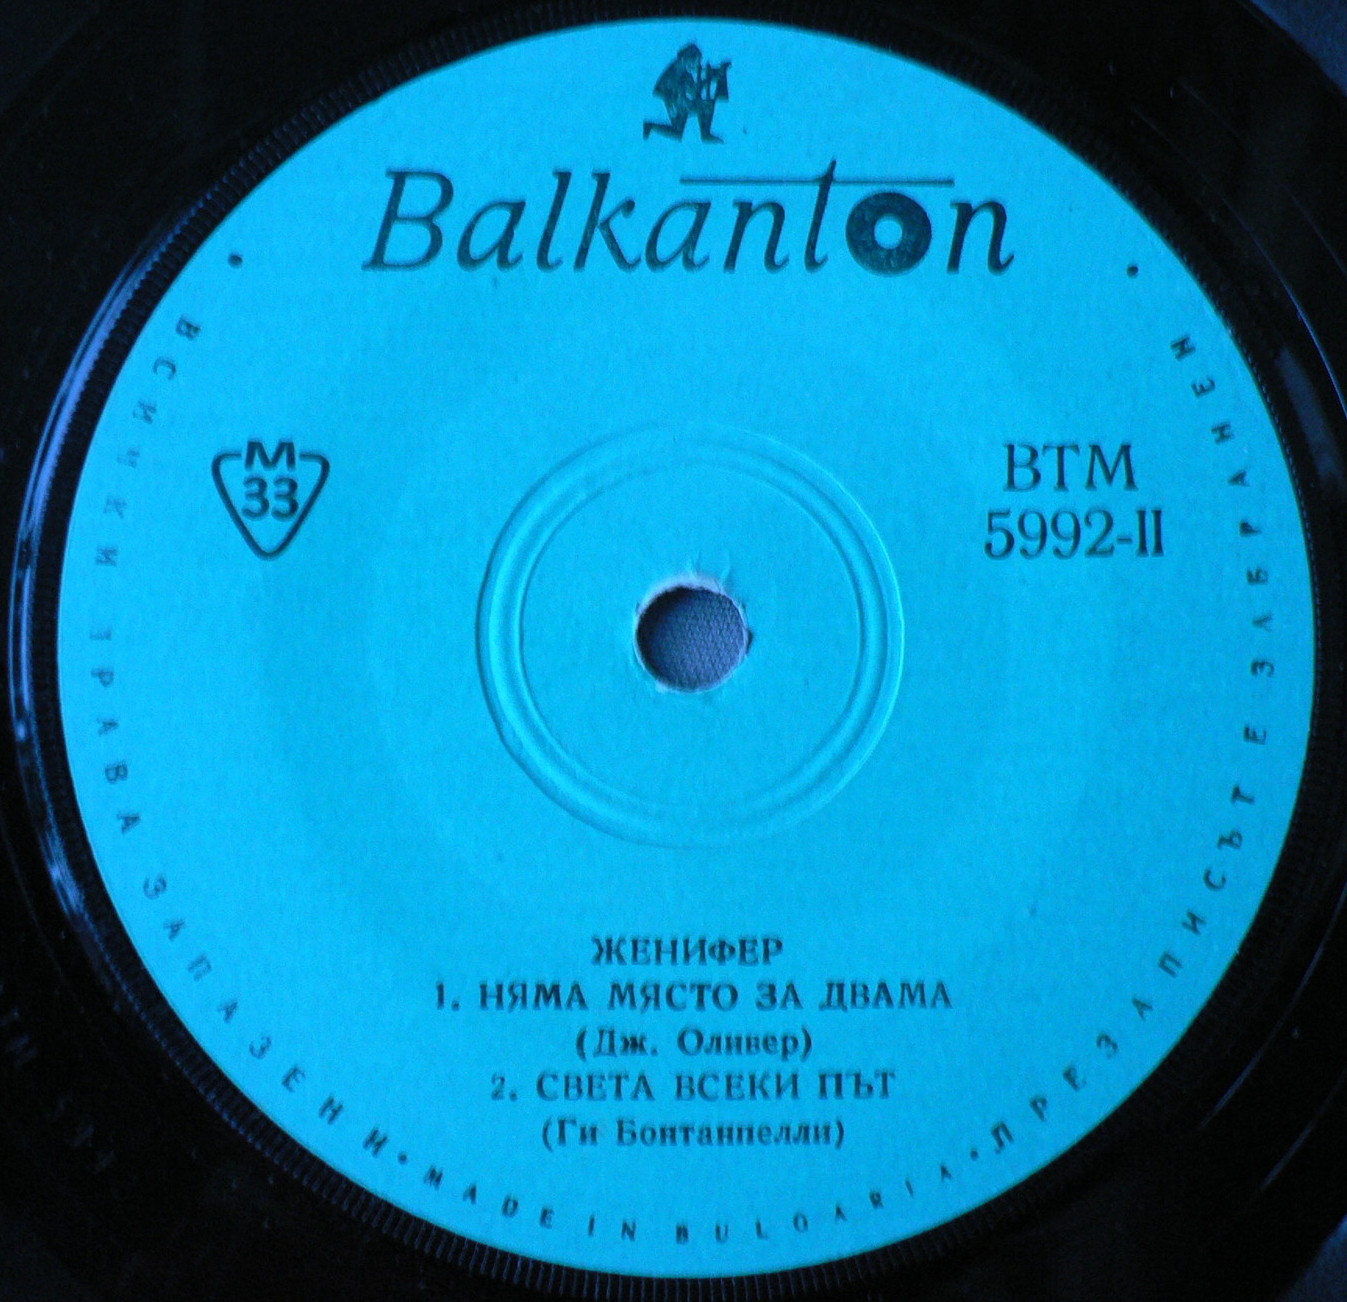 Balkanton
M
33
ВТМ
5992-II
ЖЕНИФЕР
1. НЯМА МЯСТО ЗА ДВАМА
(Дж. Оливер)
2. СВЕТА ВСЕКИ ПЪТ
(Ги Бонтанпелли)
• ВСИЧКИ ПРАВА ЗАПАЗЕНИ • MADE IN BULGARIA • ПРЕЗАПИСЪТ Е ЗАБРАНЕН •